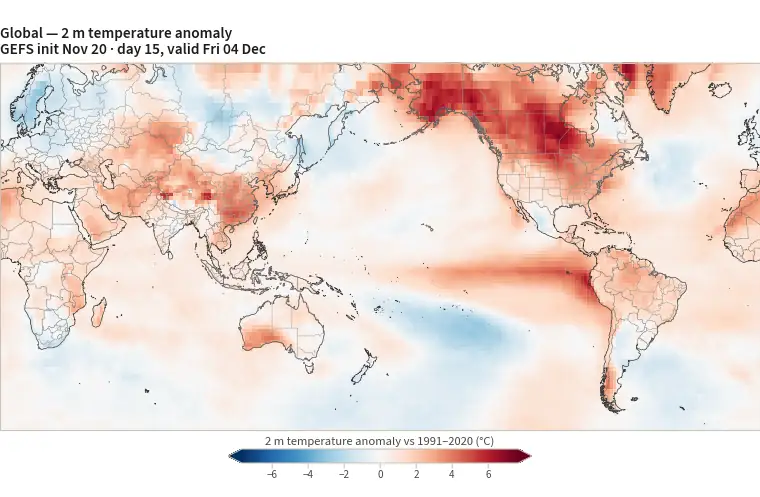 Global — 2 m temperature anomaly
GEFS init Nov 20 · day 15, valid Fri 04 Dec
2 m temperature anomaly vs 1991–2020 (°C)
−6 −4 −2 0 2 4 6